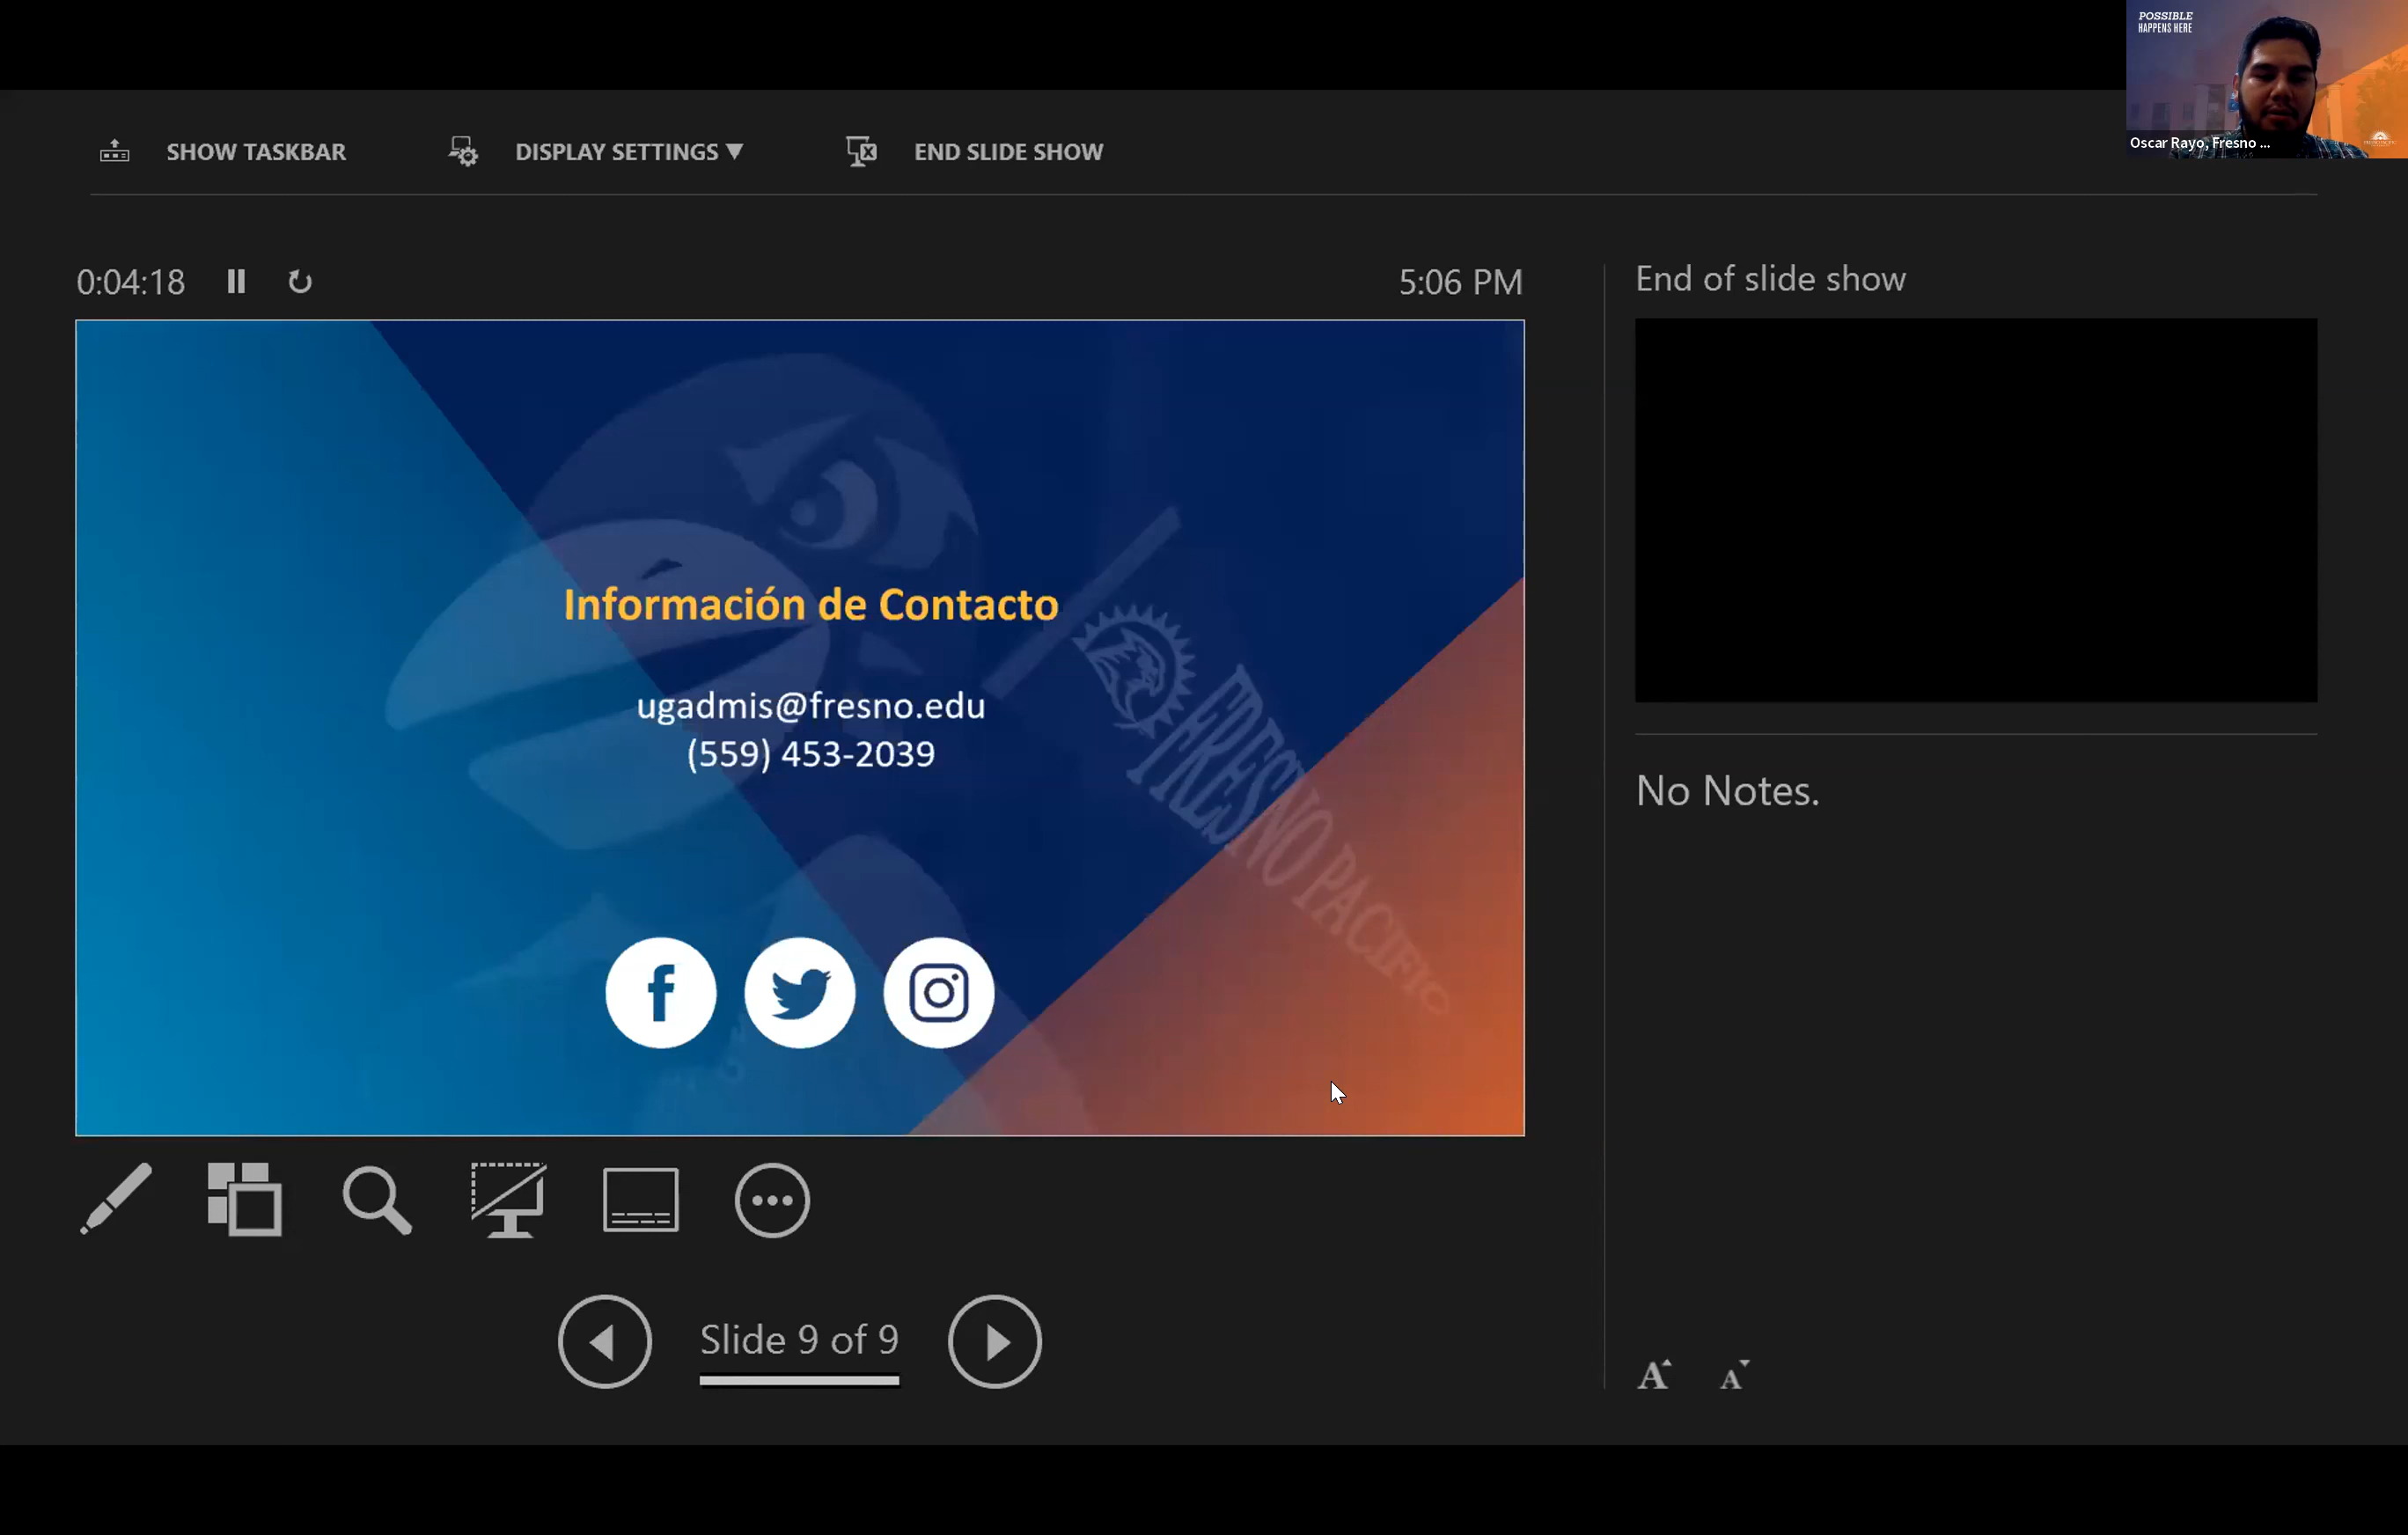 POSSIBLE
HAPPENS HERE
Oscar Rayo, Fresno ...
SHOW TASKBAR
DISPLAY SETTINGS
END SLIDE SHOW
0:04:18
5:06 PM
Información de Contacto
ugadmis@fresno.edu
(559) 453-2039
FRESNO PACIFIC
Slide 9 of 9
End of slide show
No Notes.
A
A